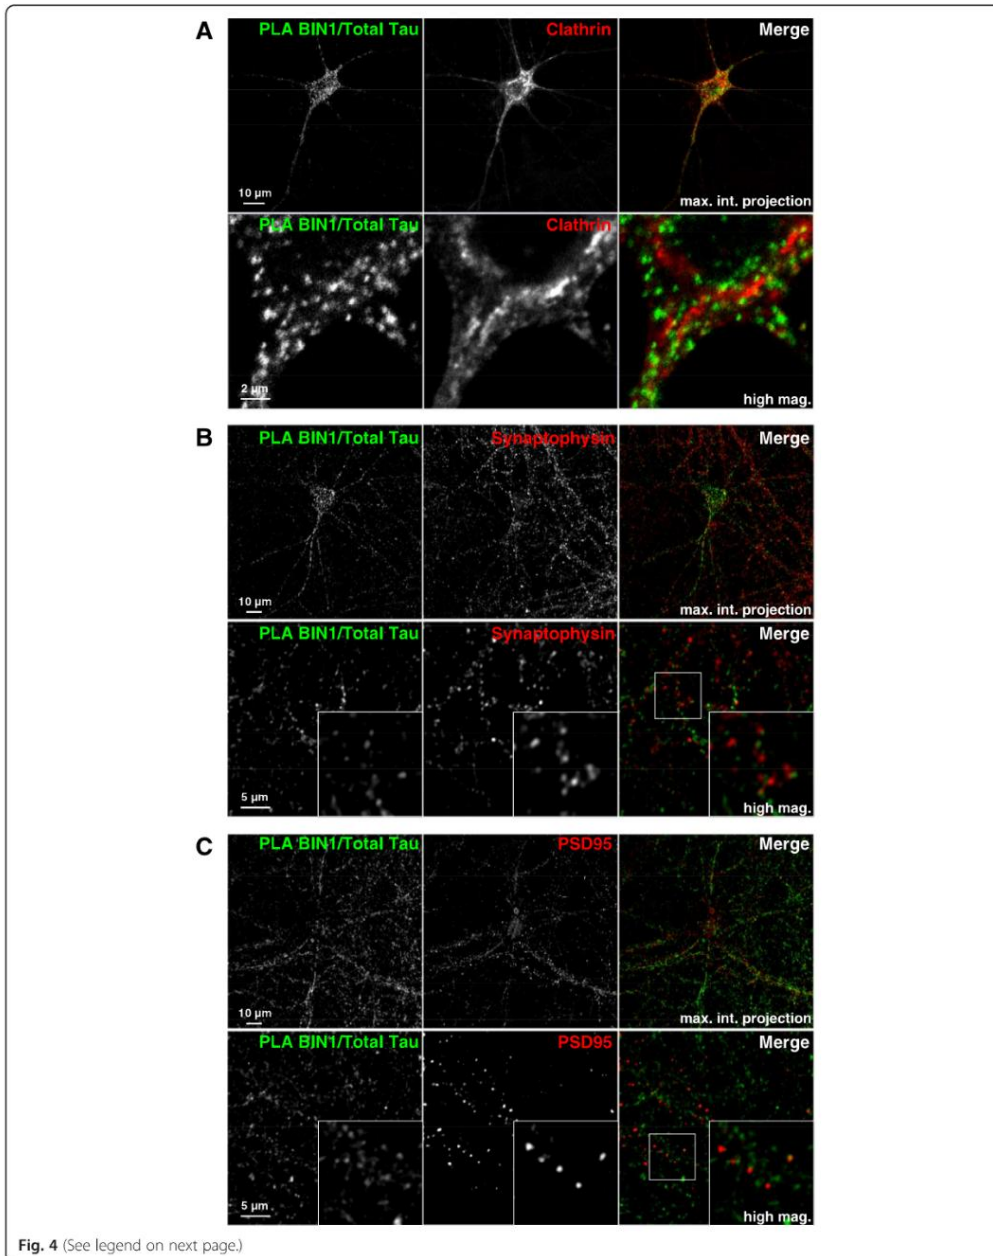 A
PLA BIN1/Total Tau Clathrin Merge
10 µm max. int. projection
PLA BIN1/Total Tau Clathrin
2 µm high mag.
B
PLA BIN1/Total Tau Synaptophysin Merge
10 µm max. int. projection
PLA BIN1/Total Tau Synaptophysin Merge
5 µm high mag.
C
PLA BIN1/Total Tau PSD95 Merge
10 µm max. int. projection
PLA BIN1/Total Tau PSD95 Merge
5 µm high mag.
Fig. 4 (See legend on next page.)